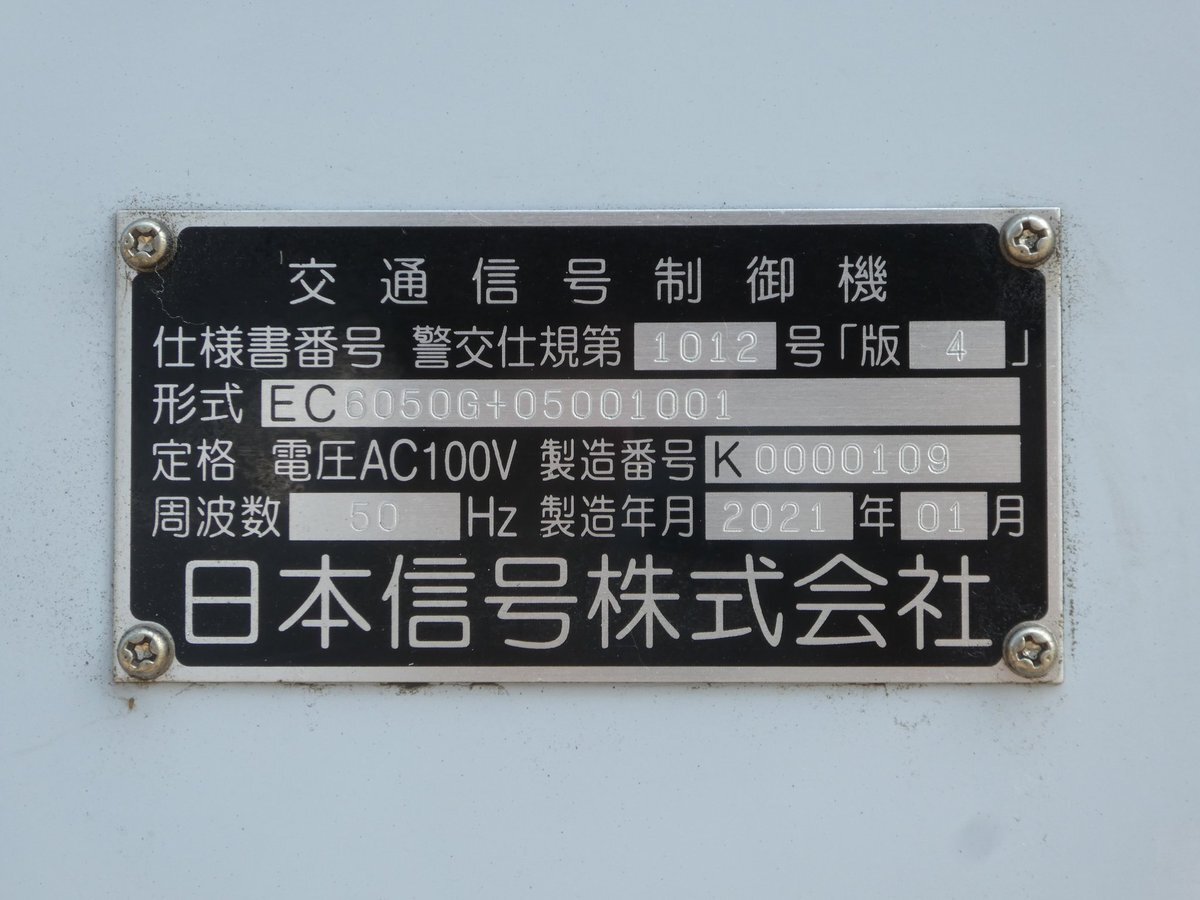 交通信号制御機
仕様書番号 警交仕規第 1012 号「版 4 」
形式 EC6050G+05001001
定格 電圧AC100V 製造番号 K0000109
周波数 50 Hz 製造年月 2021 年 01 月
日本信号株式会社